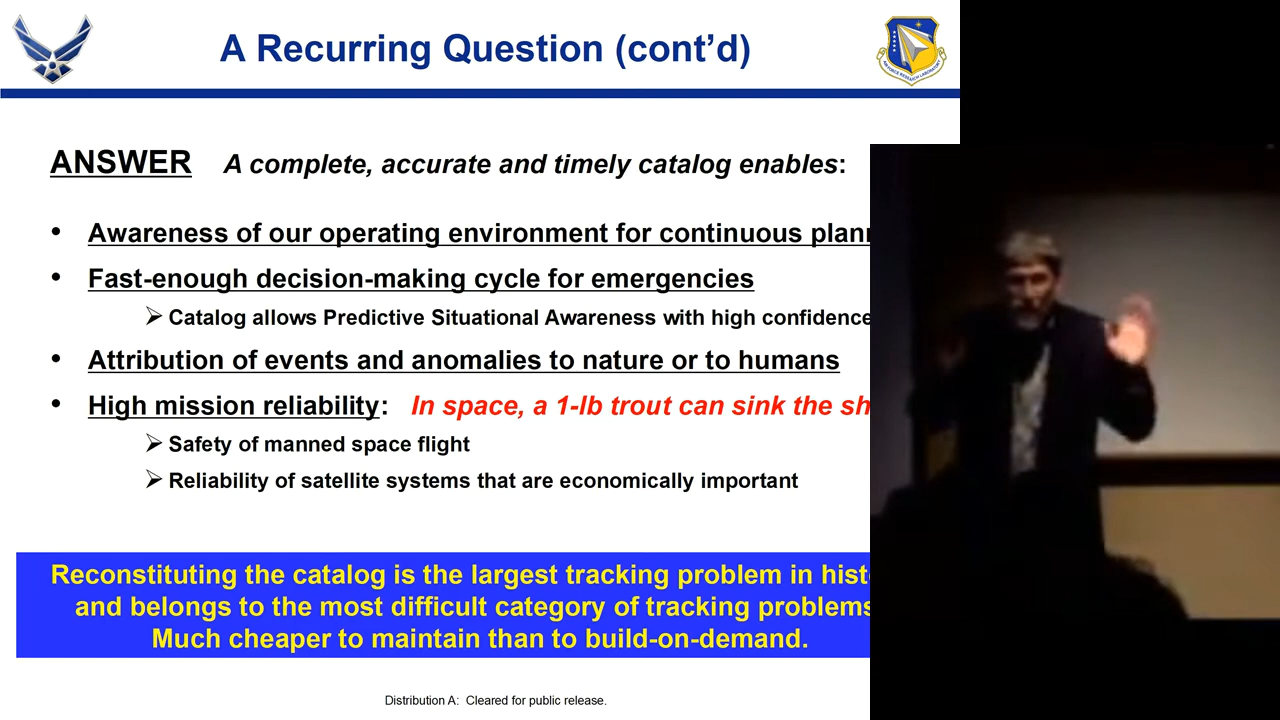 A Recurring Question (cont'd)
AIR FORCE RESEARCH LABORATORY
ANSWER A complete, accurate and timely catalog enables:
• Awareness of our operating environment for continuous plan
• Fast-enough decision-making cycle for emergencies
➢ Catalog allows Predictive Situational Awareness with high confidence
• Attribution of events and anomalies to nature or to humans
• High mission reliability: In space, a 1-lb trout can sink the sh
➢ Safety of manned space flight
➢ Reliability of satellite systems that are economically important
Reconstituting the catalog is the largest tracking problem in hist
and belongs to the most difficult category of tracking problems
Much cheaper to maintain than to build-on-demand.
Distribution A: Cleared for public release.